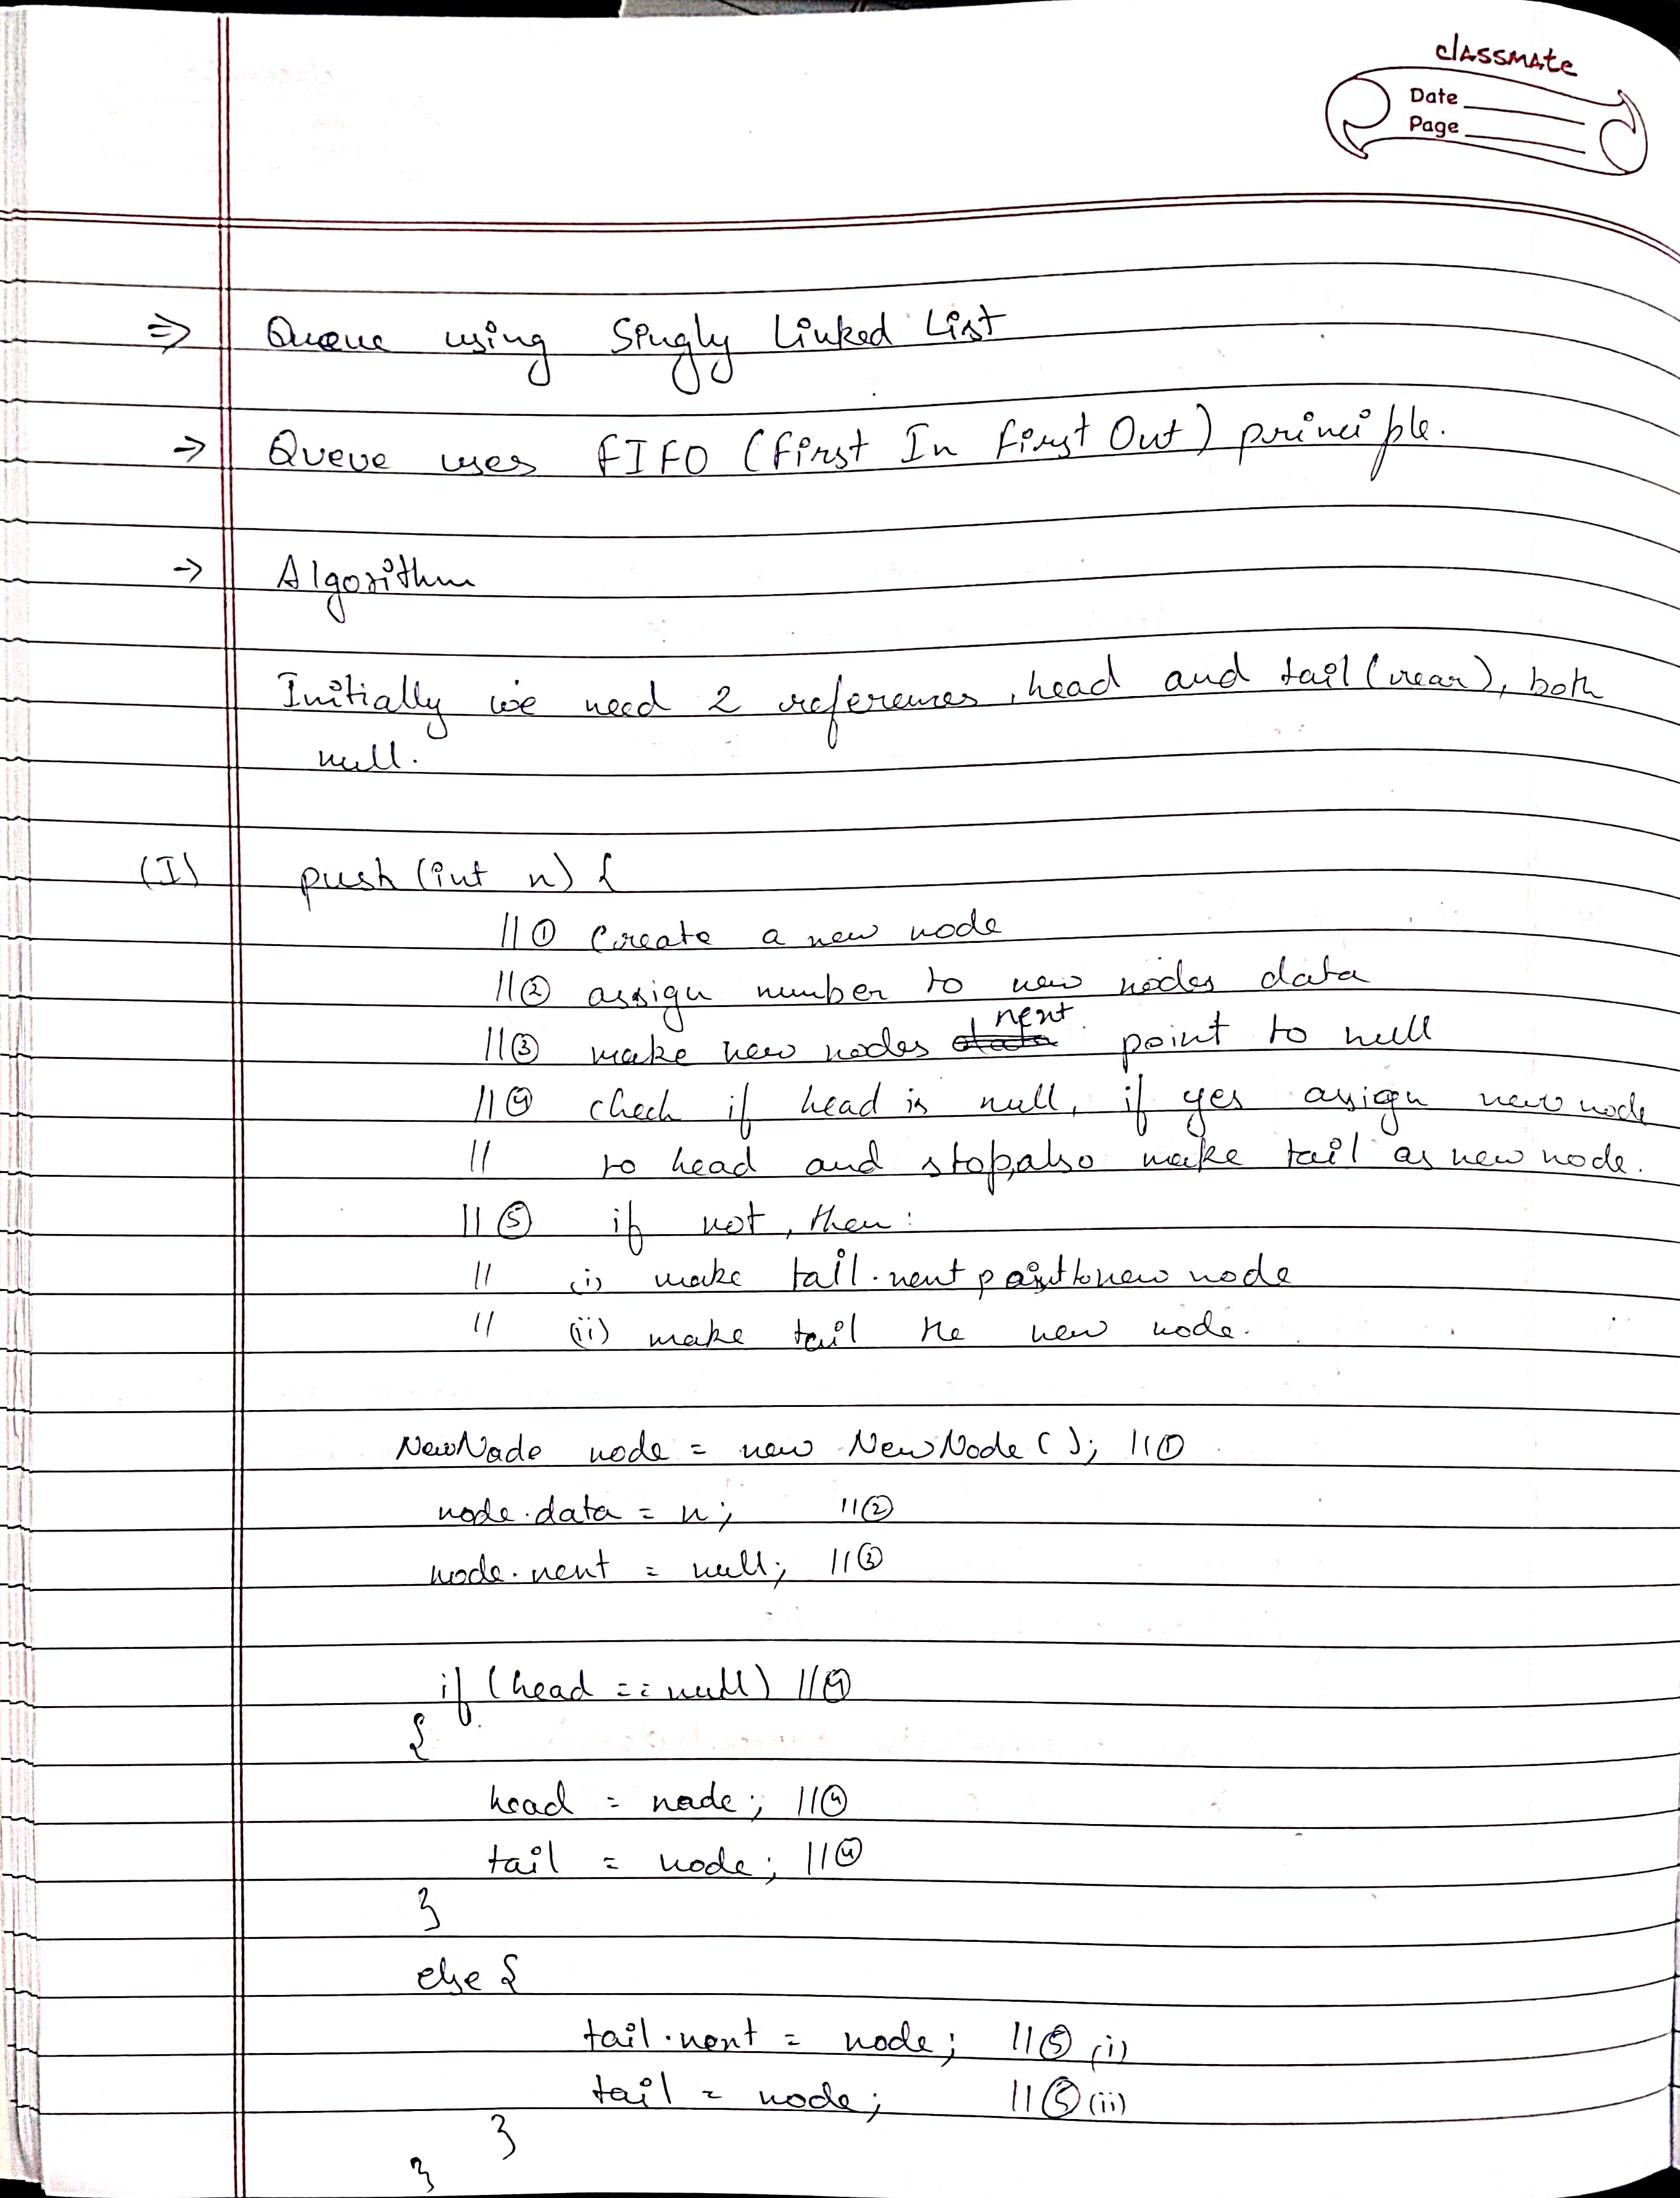 classmate
Date
Page
⇒ Queue using Singly Linked List
→ Queue uses FIFO (First In First Out) principle.
→ Algorithm
Initially we need 2 references, head and tail (rear), both
null.
(I) push (int n) {
// ① Create a new node
// ② assign number to new nodes data
// ③ make new nodes next point to null
// ④ check if head is null, if yes assign new node
// to head and stop, also make tail as new node.
// ⑤ if not, then:
// (i) make tail.next point to new node
// (ii) make tail the new node.
NewNode node = new NewNode(); // ①
node.data = n; // ②
node.next = null; // ③
if (head == null) // ④
{
head = node; // ④
tail = node; // ④
}
else {
tail.next = node; // ⑤ (i)
tail = node; // ⑤ (ii)
}
}